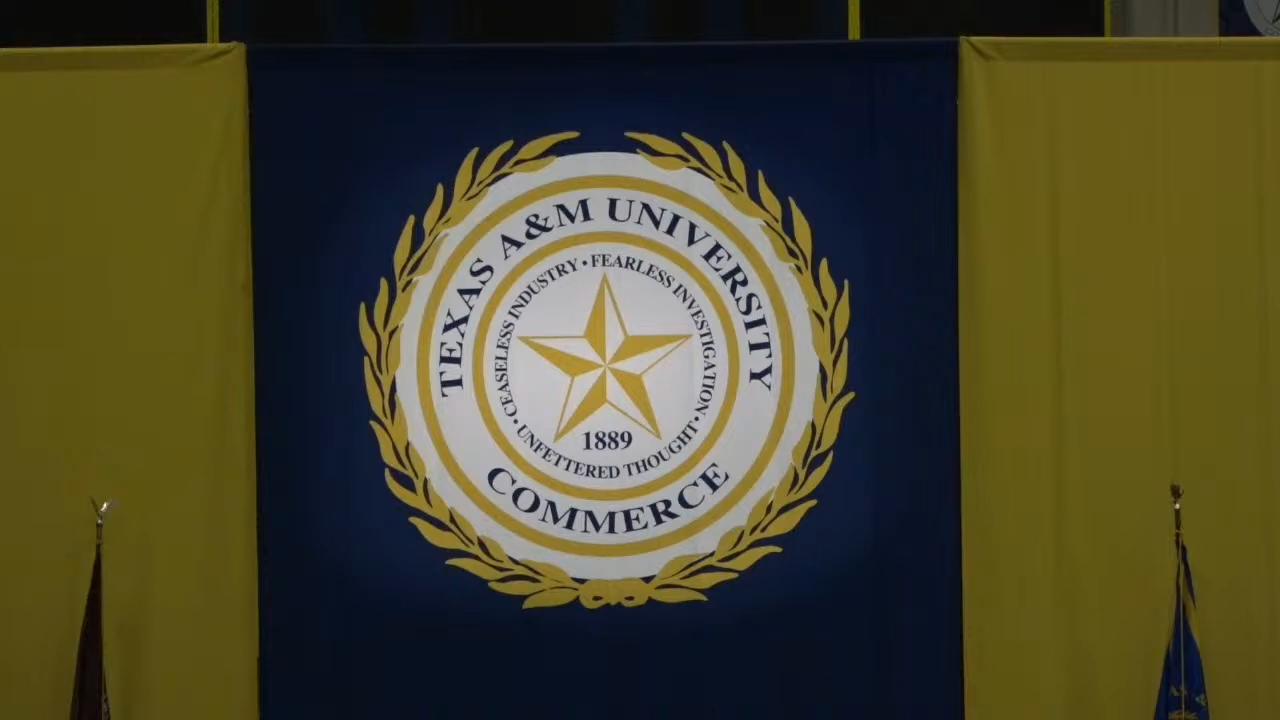 TEXAS A&M UNIVERSITY
CEASELESS INDUSTRY • FEARLESS INVESTIGATION •
• UNFETTERED THOUGHT
1889
COMMERCE